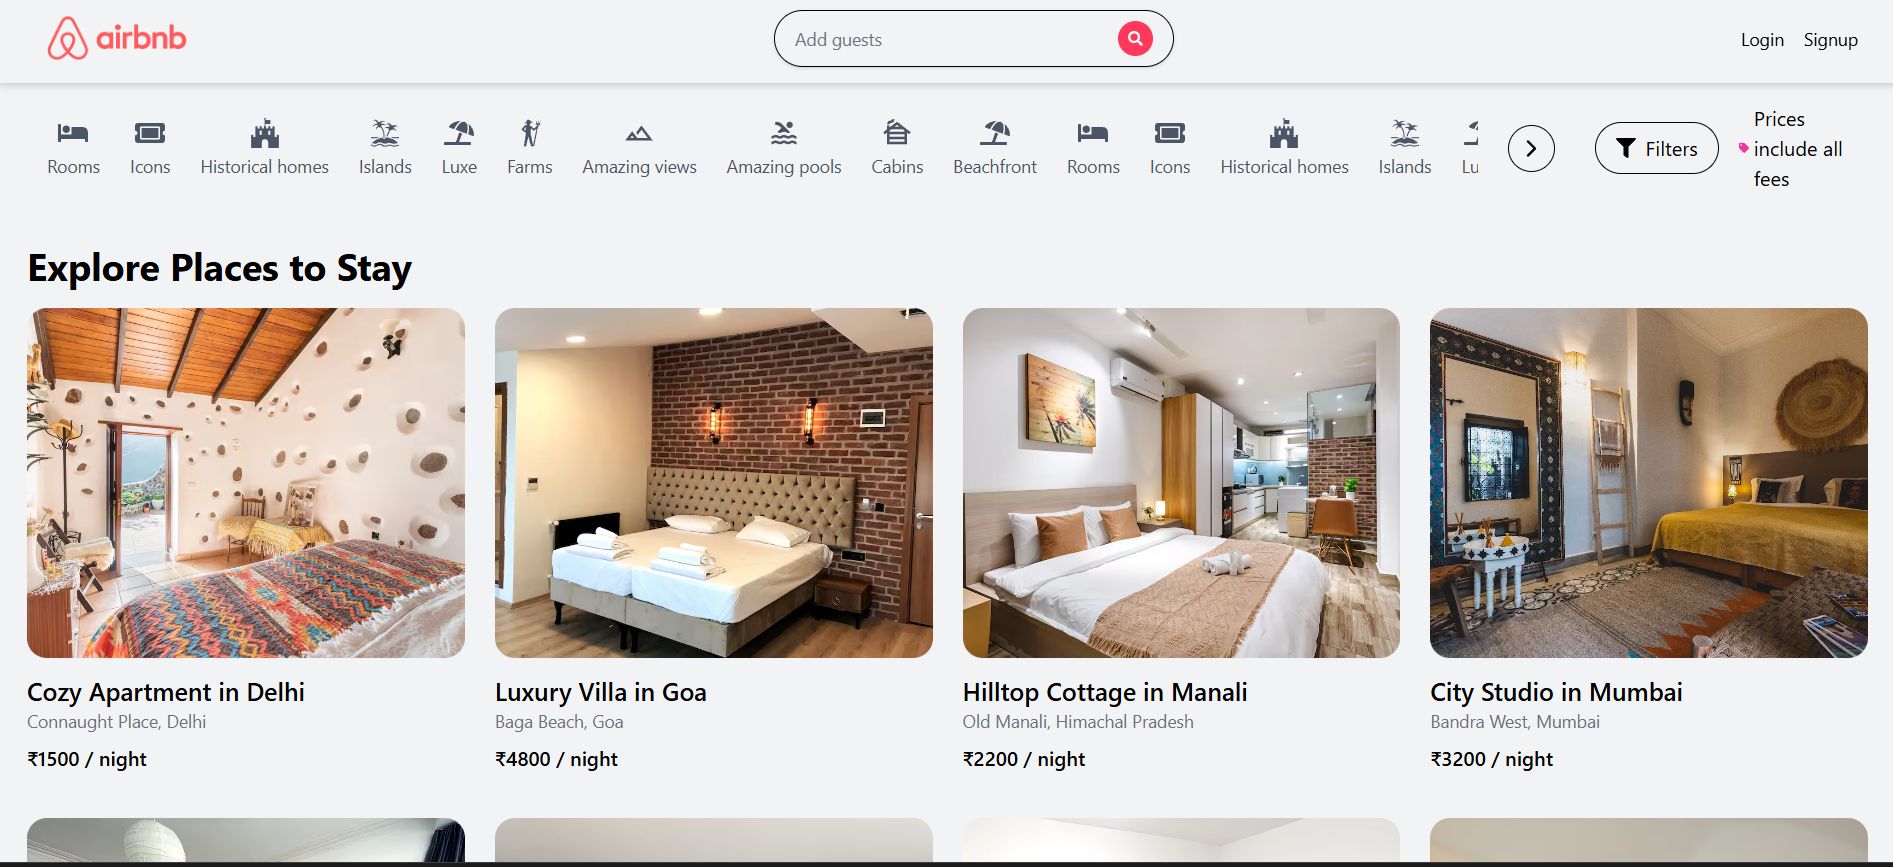 airbnb
Add guests
Login Signup
Rooms Icons Historical homes Islands Luxe Farms Amazing views Amazing pools Cabins Beachfront Rooms Icons Historical homes Islands Lu
Filters
Prices
include all
fees
Explore Places to Stay
Cozy Apartment in Delhi
Connaught Place, Delhi
₹1500 / night
Luxury Villa in Goa
Baga Beach, Goa
₹4800 / night
Hilltop Cottage in Manali
Old Manali, Himachal Pradesh
₹2200 / night
City Studio in Mumbai
Bandra West, Mumbai
₹3200 / night